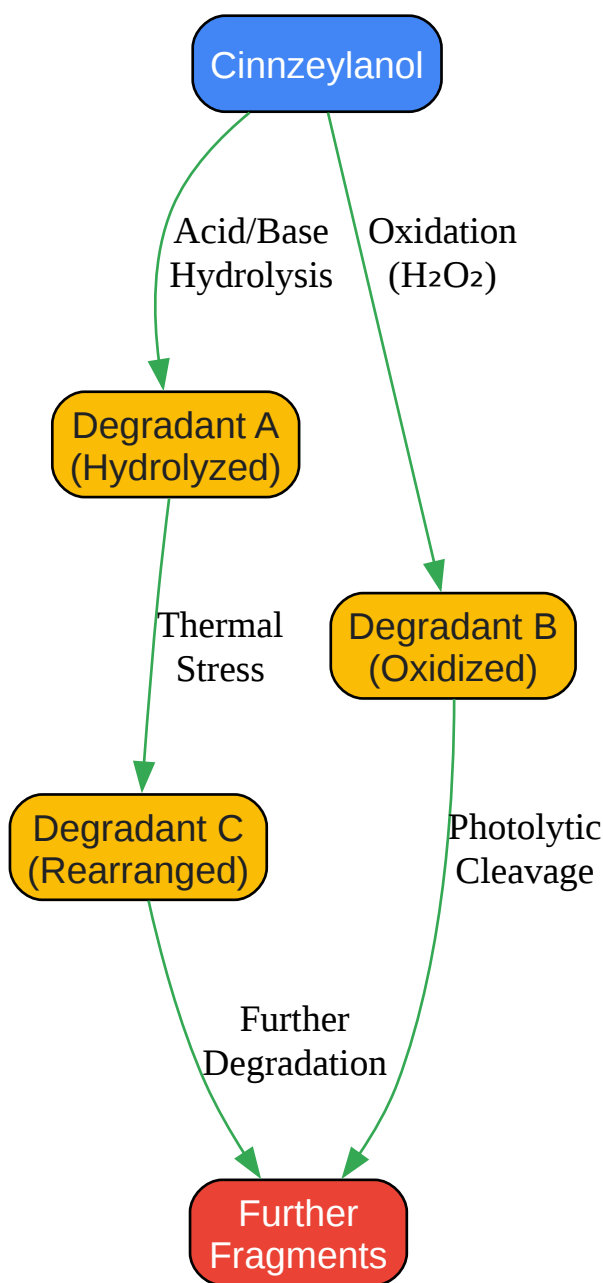 Cinnzeylanol
Acid/Base
Hydrolysis
Oxidation
(H₂O₂)
Degradant A
(Hydrolyzed)
Thermal
Stress
Degradant B
(Oxidized)
Degradant C
(Rearranged)
Photolytic
Cleavage
Further
Degradation
Further
Fragments